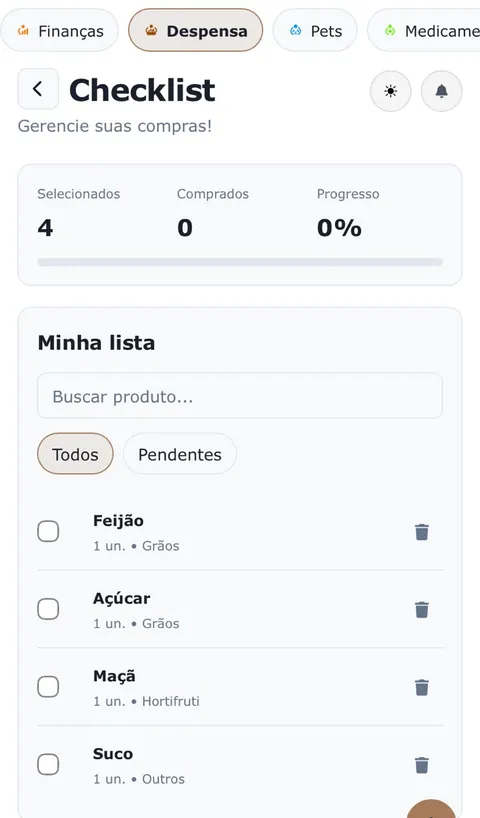 Finanças
Despensa
Pets
Medicame
Checklist
Gerencie suas compras!
Selecionados Comprados Progresso
4 0 0%
Minha lista
Buscar produto...
Todos Pendentes
Feijão
1 un. • Grãos
Açúcar
1 un. • Grãos
Maçã
1 un. • Hortifruti
Suco
1 un. • Outros